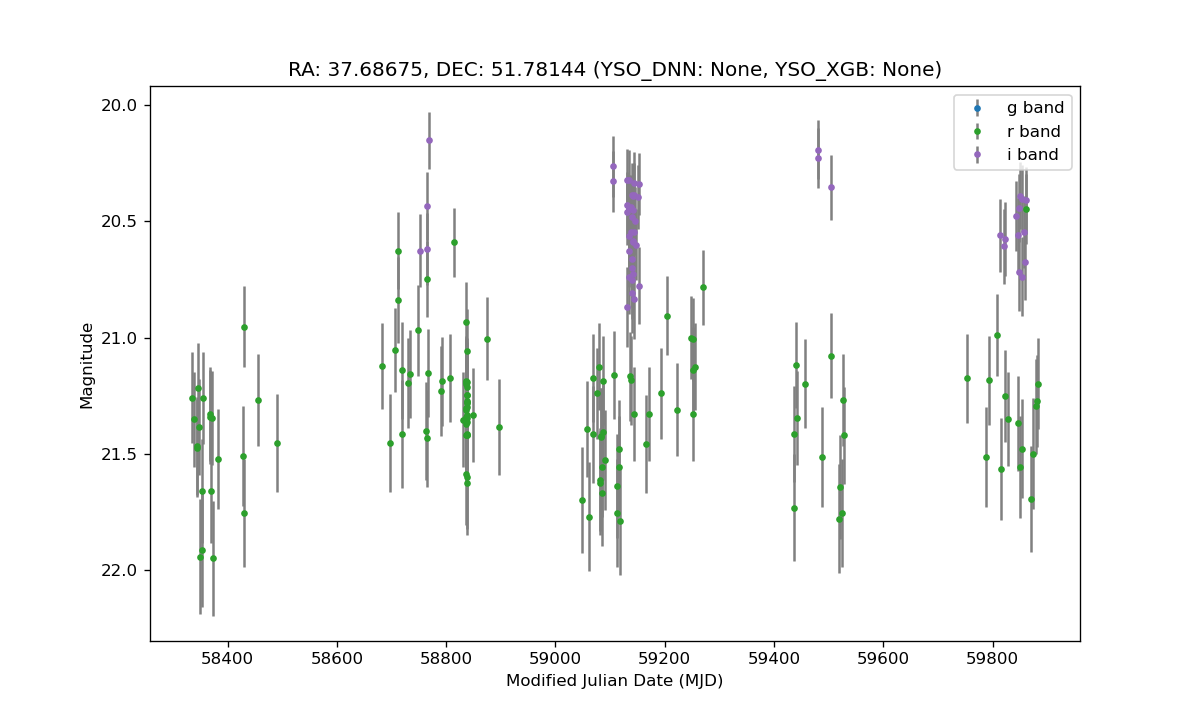 RA: 37.68675, DEC: 51.78144 (YSO_DNN: None, YSO_XGB: None)
g band
r band
i band
Magnitude
20.0
20.5
21.0
21.5
22.0
58400 58600 58800 59000 59200 59400 59600 59800
Modified Julian Date (MJD)